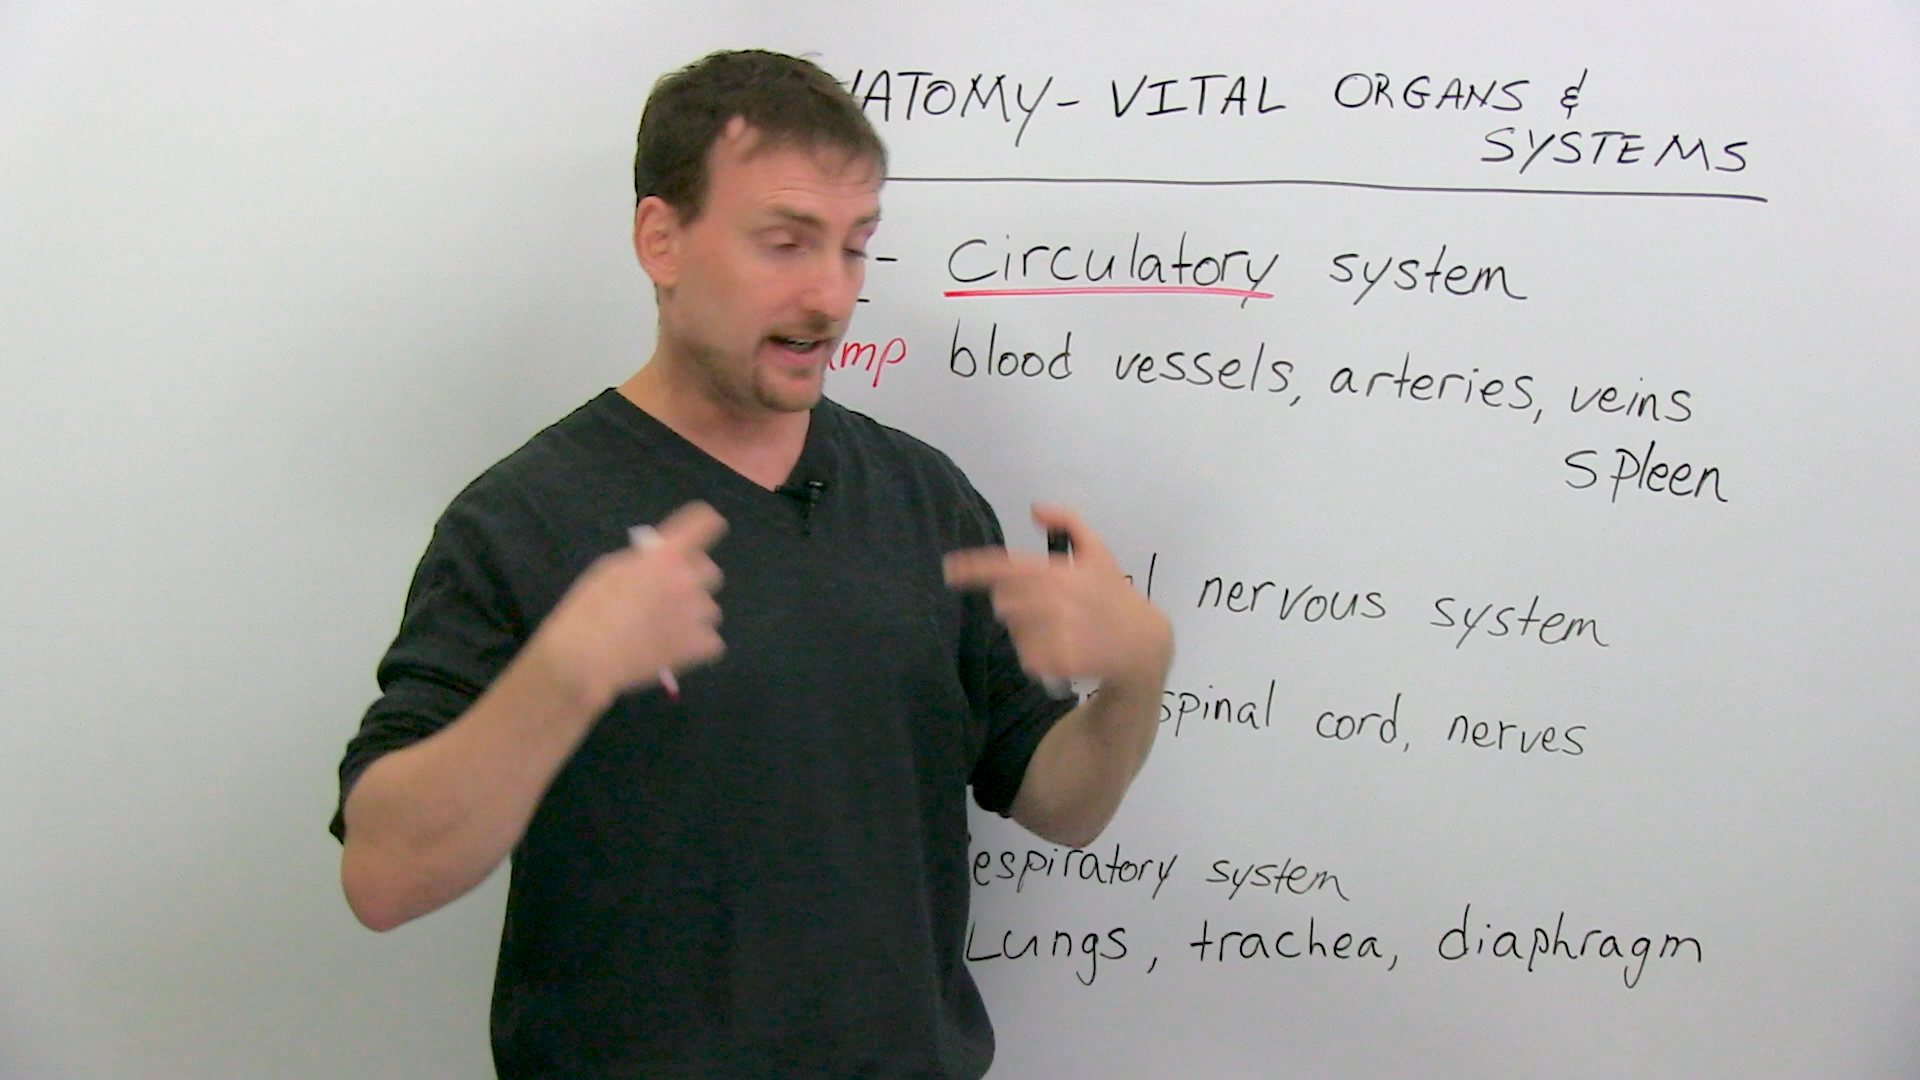 ATOMY - VITAL ORGANS &
SYSTEMS
- Circulatory system
blood vessels, arteries, veins
Spleen
nervous system
spinal cord, nerves
espiratory system
Lungs, trachea, diaphragm